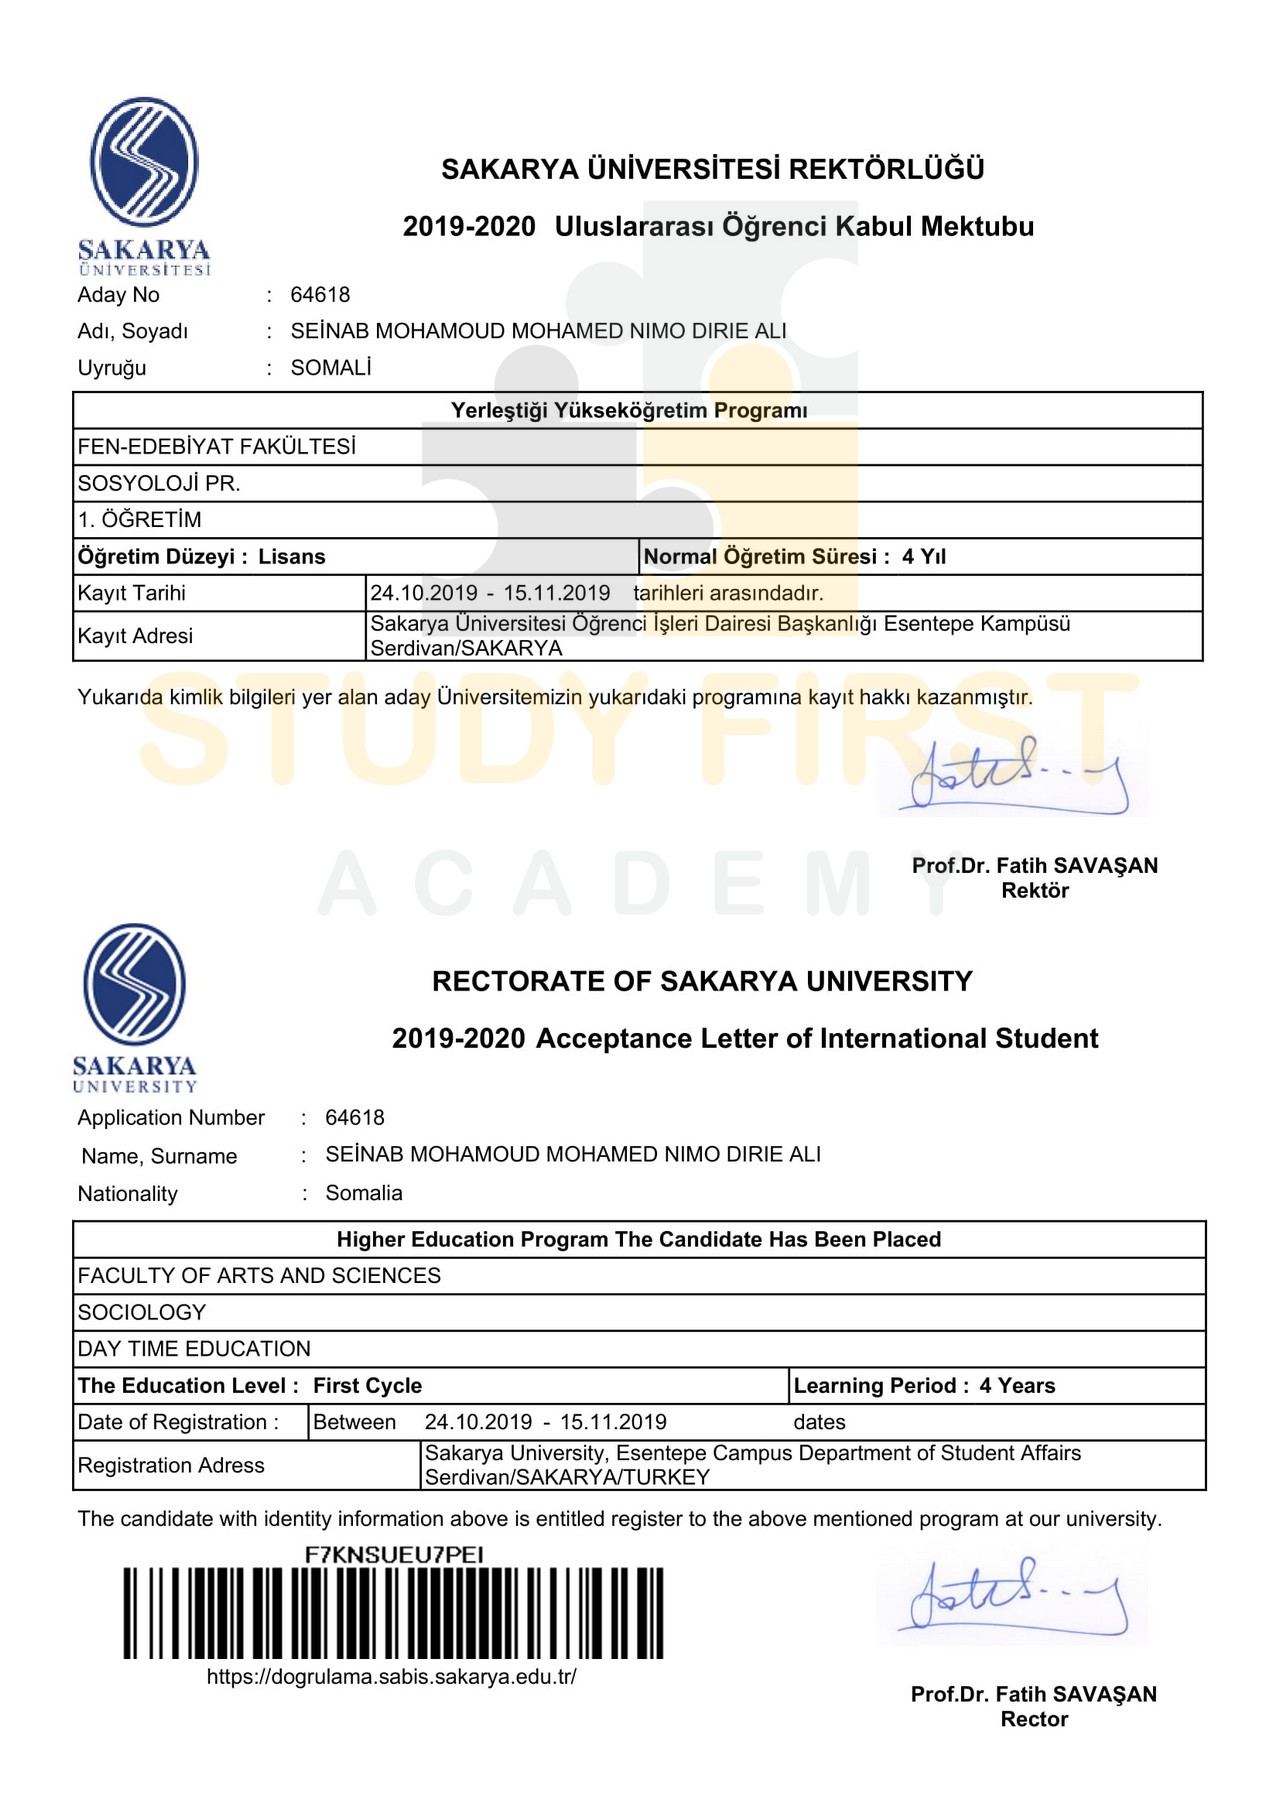 SAKARYA
ÜNİVERSİTESİ
SAKARYA ÜNİVERSİTESİ REKTÖRLÜĞÜ
2019-2020 Uluslararası Öğrenci Kabul Mektubu
Aday No : 64618
Adı, Soyadı : SEİNAB MOHAMOUD MOHAMED NIMO DIRIE ALI
Uyruğu : SOMALİ
Yerleştiği Yükseköğretim Programı
FEN-EDEBİYAT FAKÜLTESİ
SOSYOLOJİ PR.
1. ÖĞRETİM
Öğretim Düzeyi : Lisans Normal Öğretim Süresi : 4 Yıl
Kayıt Tarihi 24.10.2019 - 15.11.2019 tarihleri arasındadır.
Kayıt Adresi Sakarya Üniversitesi Öğrenci İşleri Dairesi Başkanlığı Esentepe Kampüsü
Serdivan/SAKARYA
Yukarıda kimlik bilgileri yer alan aday Üniversitemizin yukarıdaki programına kayıt hakkı kazanmıştır.
STUDY FIRST
ACADEMY
Prof.Dr. Fatih SAVAŞAN
Rektör
SAKARYA
UNIVERSITY
RECTORATE OF SAKARYA UNIVERSITY
2019-2020 Acceptance Letter of International Student
Application Number : 64618
Name, Surname : SEİNAB MOHAMOUD MOHAMED NIMO DIRIE ALI
Nationality : Somalia
Higher Education Program The Candidate Has Been Placed
FACULTY OF ARTS AND SCIENCES
SOCIOLOGY
DAY TIME EDUCATION
The Education Level : First Cycle Learning Period : 4 Years
Date of Registration : Between 24.10.2019 - 15.11.2019 dates
Registration Adress Sakarya University, Esentepe Campus Department of Student Affairs
Serdivan/SAKARYA/TURKEY
The candidate with identity information above is entitled register to the above mentioned program at our university.
F7KNSUEU7PEI
https://dogrulama.sabis.sakarya.edu.tr/
Prof.Dr. Fatih SAVAŞAN
Rector